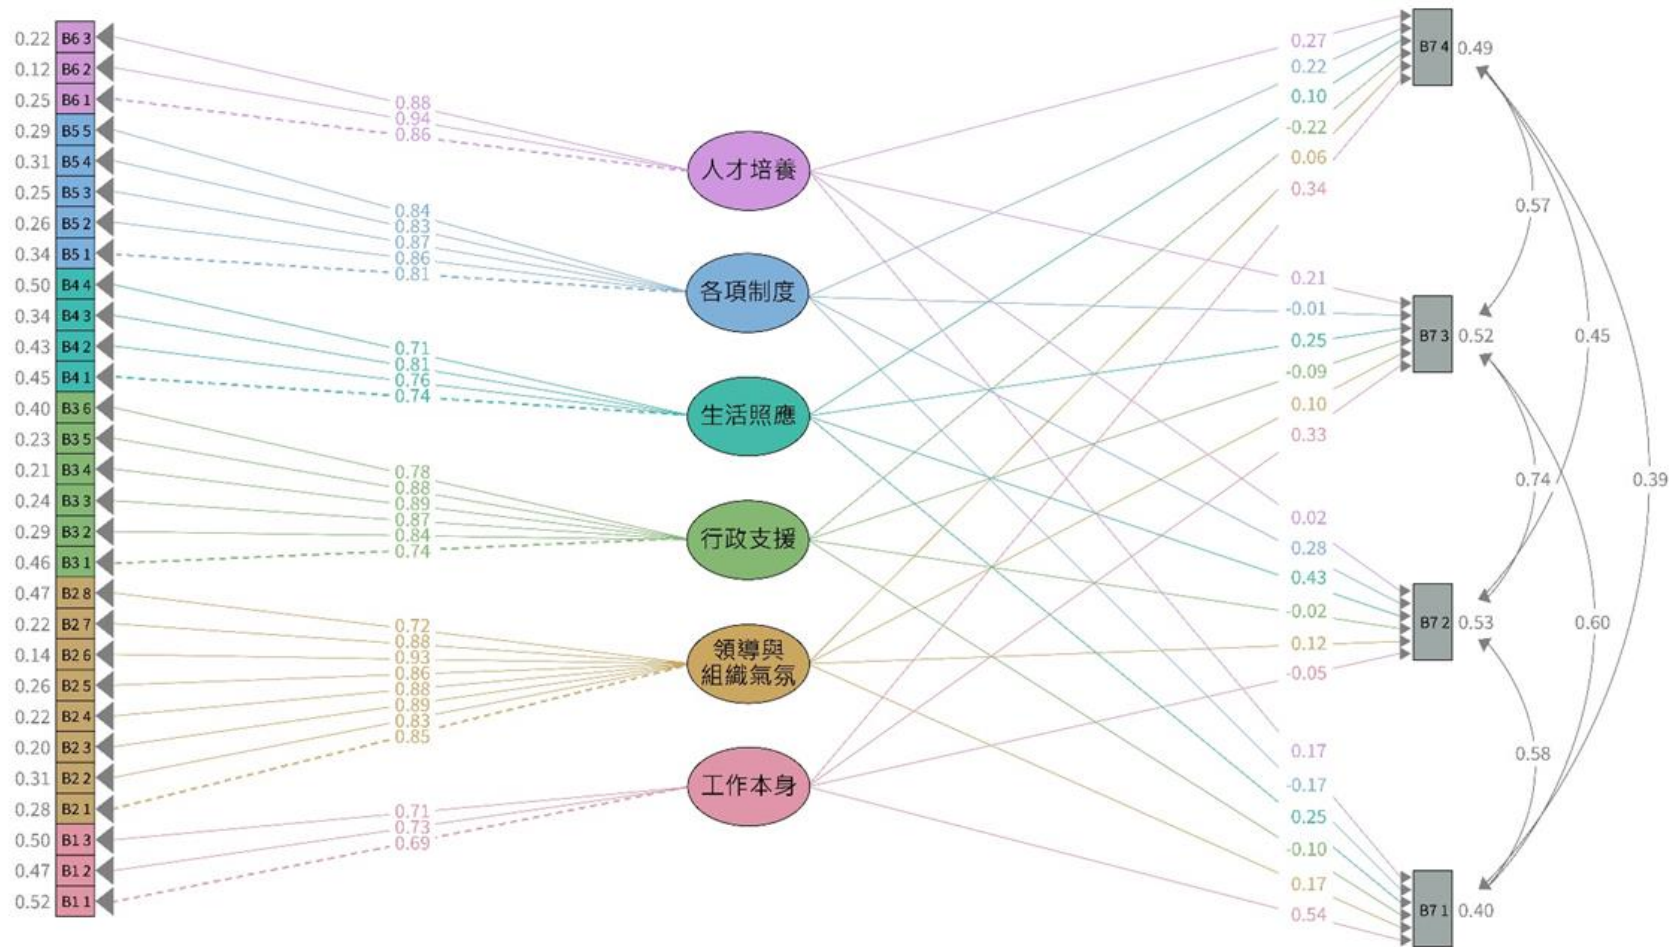 0.22 B6 3
0.12 B6 2
0.25 B6 1
0.29 B5 5
0.31 B5 4
0.25 B5 3
0.26 B5 2
0.34 B5 1
0.50 B4 4
0.34 B4 3
0.43 B4 2
0.45 B4 1
0.40 B3 6
0.23 B3 5
0.21 B3 4
0.24 B3 3
0.29 B3 2
0.46 B3 1
0.47 B2 8
0.22 B2 7
0.14 B2 6
0.26 B2 5
0.22 B2 4
0.20 B2 3
0.31 B2 2
0.28 B2 1
0.50 B1 3
0.47 B1 2
0.52 B1 1
0.88
0.94
0.86
0.84
0.83
0.87
0.86
0.81
0.71
0.81
0.76
0.74
0.78
0.88
0.89
0.87
0.84
0.74
0.72
0.88
0.93
0.86
0.88
0.89
0.83
0.85
0.71
0.73
0.69
人才培養
各項制度
生活照應
行政支援
領導與
組織氣氛
工作本身
0.27
0.22
0.10
-0.22
0.06
0.34
0.21
-0.01
0.25
-0.09
0.10
0.33
0.02
0.28
0.43
-0.02
0.12
-0.05
0.17
-0.17
0.25
-0.10
0.17
0.54
B7 4 0.49
B7 3 0.52
B7 2 0.53
B7 1 0.40
0.57
0.45
0.74
0.39
0.60
0.58